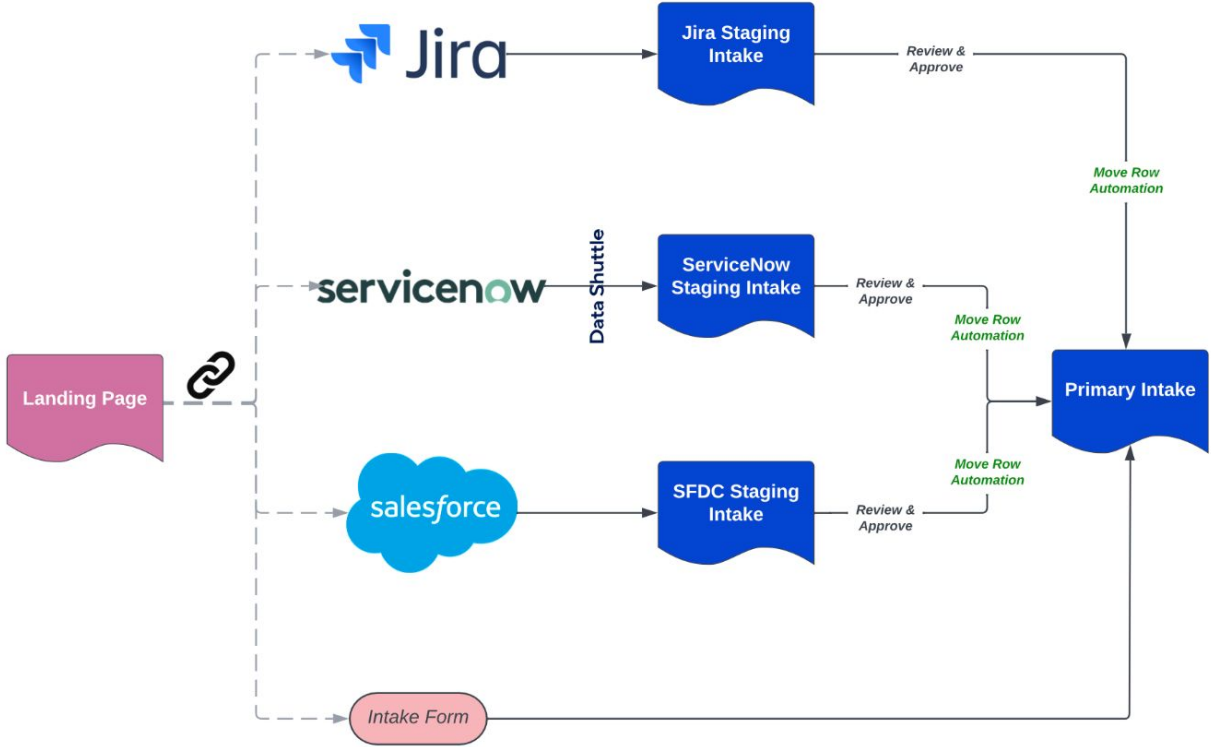 Jira
Jira Staging
Intake
Review &
Approve
Move Row
Automation
servicenow
Data Shuttle
ServiceNow
Staging Intake
Review &
Approve
Move Row
Automation
Landing Page
Primary Intake
salesforce
SFDC Staging
Intake
Review &
Approve
Move Row
Automation
Intake Form